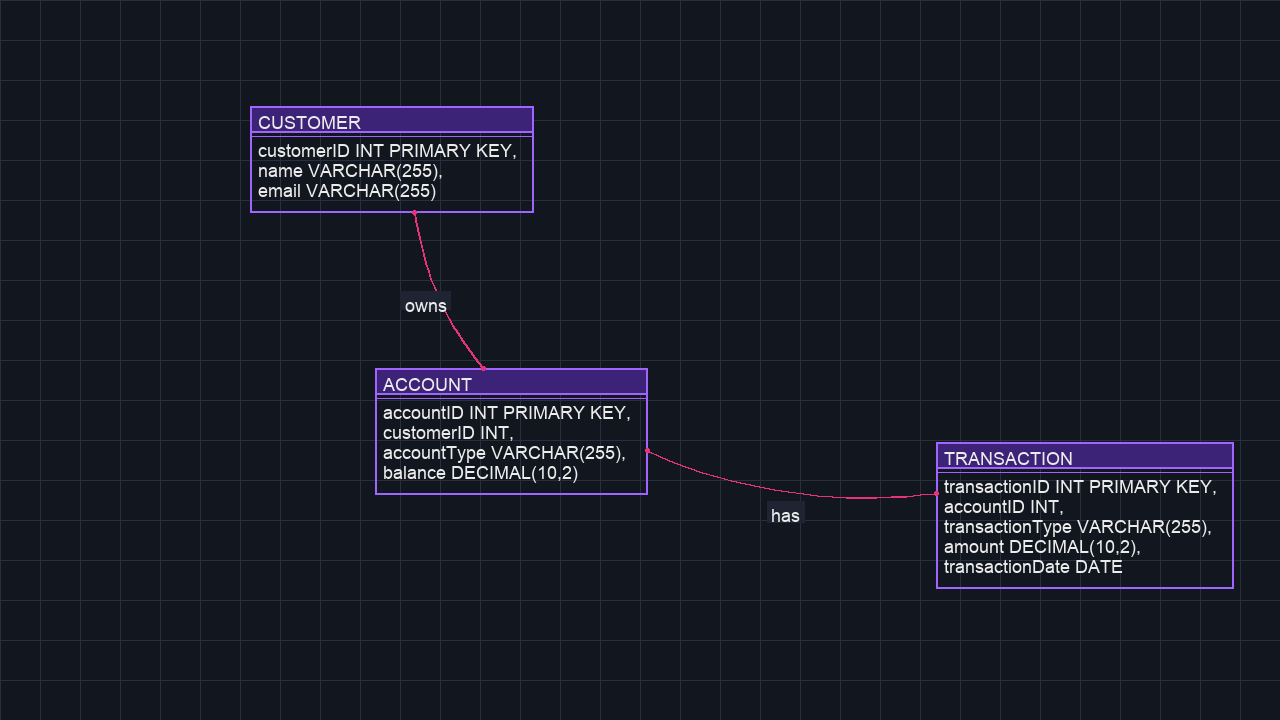 CUSTOMER
customerID INT PRIMARY KEY,
name VARCHAR(255),
email VARCHAR(255)
owns
ACCOUNT
accountID INT PRIMARY KEY,
customerID INT,
accountType VARCHAR(255),
balance DECIMAL(10,2)
has
TRANSACTION
transactionID INT PRIMARY KEY,
accountID INT,
transactionType VARCHAR(255),
amount DECIMAL(10,2),
transactionDate DATE